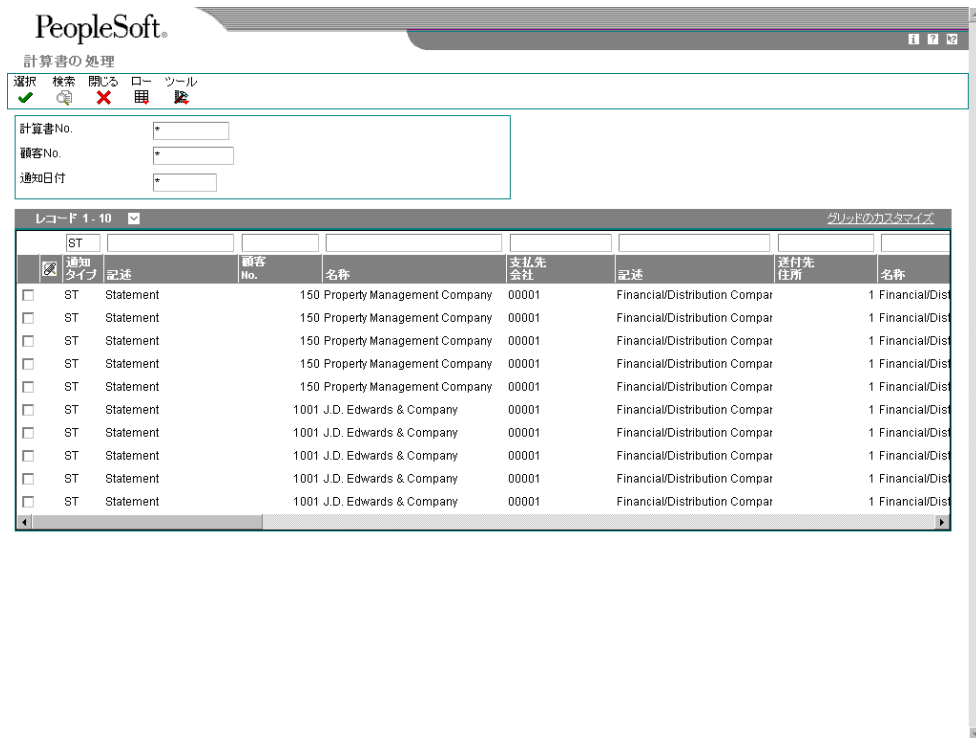 PeopleSoft.
計算書の処理
選択 検索 閉じる ロー ツール
計算書No. *
顧客No. *
通知日付 *
レコード 1 - 10 グリッドのカスタマイズ
ST
通知タイプ 記述 顧客No. 名称 支払先会社 記述 送付先住所 名称
ST Statement 150 Property Management Company 00001 Financial/Distribution Compar 1 Financial/Dist
ST Statement 150 Property Management Company 00001 Financial/Distribution Compar 1 Financial/Dist
ST Statement 150 Property Management Company 00001 Financial/Distribution Compar 1 Financial/Dist
ST Statement 150 Property Management Company 00001 Financial/Distribution Compar 1 Financial/Dist
ST Statement 150 Property Management Company 00001 Financial/Distribution Compar 1 Financial/Dist
ST Statement 1001 J.D. Edwards & Company 00001 Financial/Distribution Compar 1 Financial/Dist
ST Statement 1001 J.D. Edwards & Company 00001 Financial/Distribution Compar 1 Financial/Dist
ST Statement 1001 J.D. Edwards & Company 00001 Financial/Distribution Compar 1 Financial/Dist
ST Statement 1001 J.D. Edwards & Company 00001 Financial/Distribution Compar 1 Financial/Dist
ST Statement 1001 J.D. Edwards & Company 00001 Financial/Distribution Compar 1 Financial/Dist